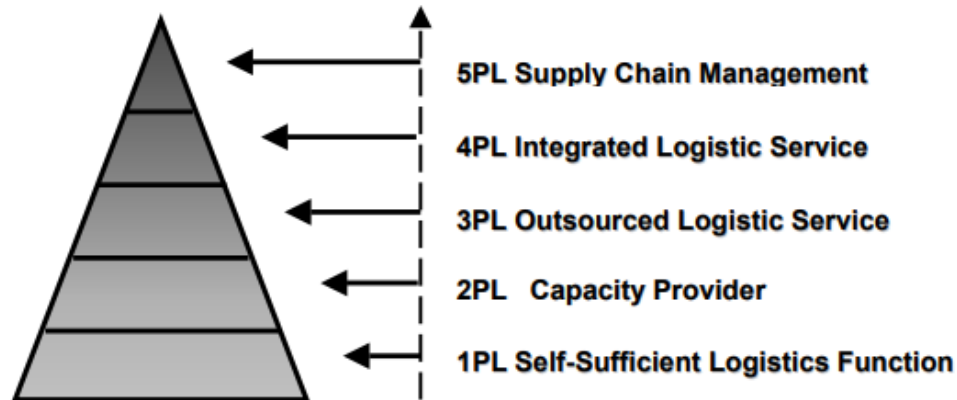 5PL Supply Chain Management
4PL Integrated Logistic Service
3PL Outsourced Logistic Service
2PL Capacity Provider
1PL Self-Sufficient Logistics Function